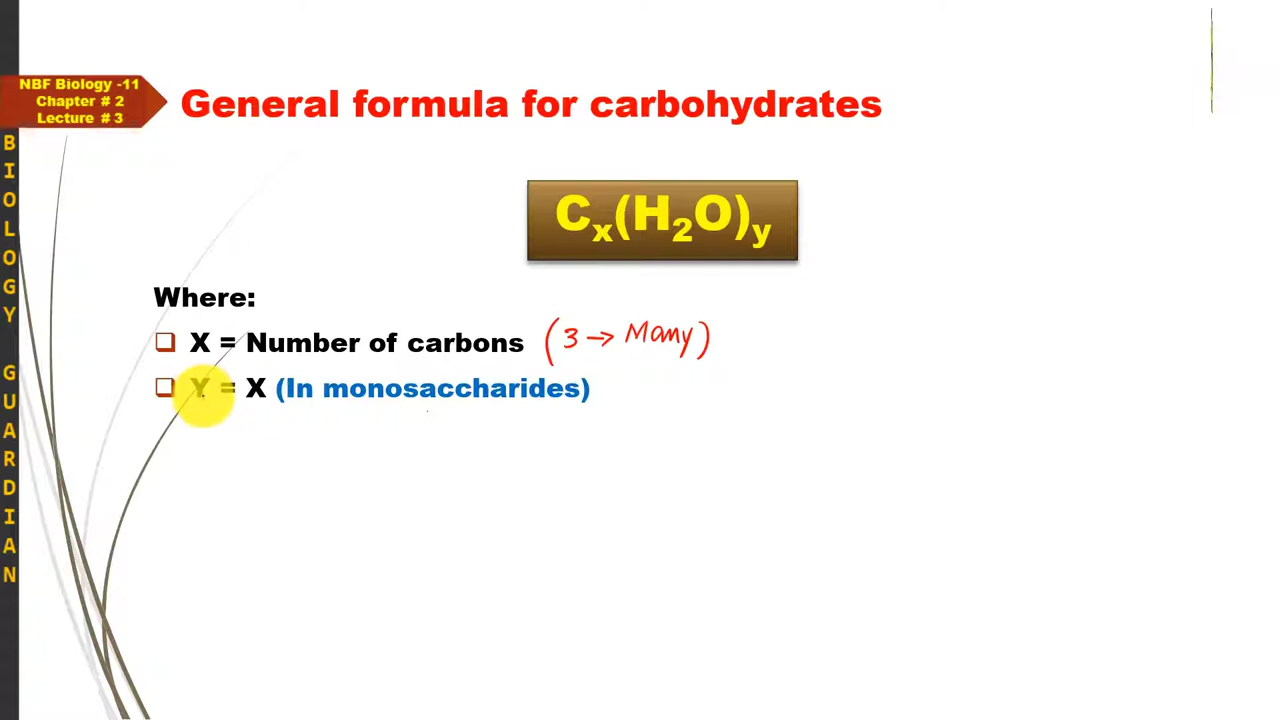 NBF Biology -11
Chapter # 2
Lecture # 3
General formula for carbohydrates
Cₓ(H₂O)ᵧ
Where:
X = Number of carbons (3 → Many)
Y = X (In monosaccharides)
BIOLOGY GUARDIAN